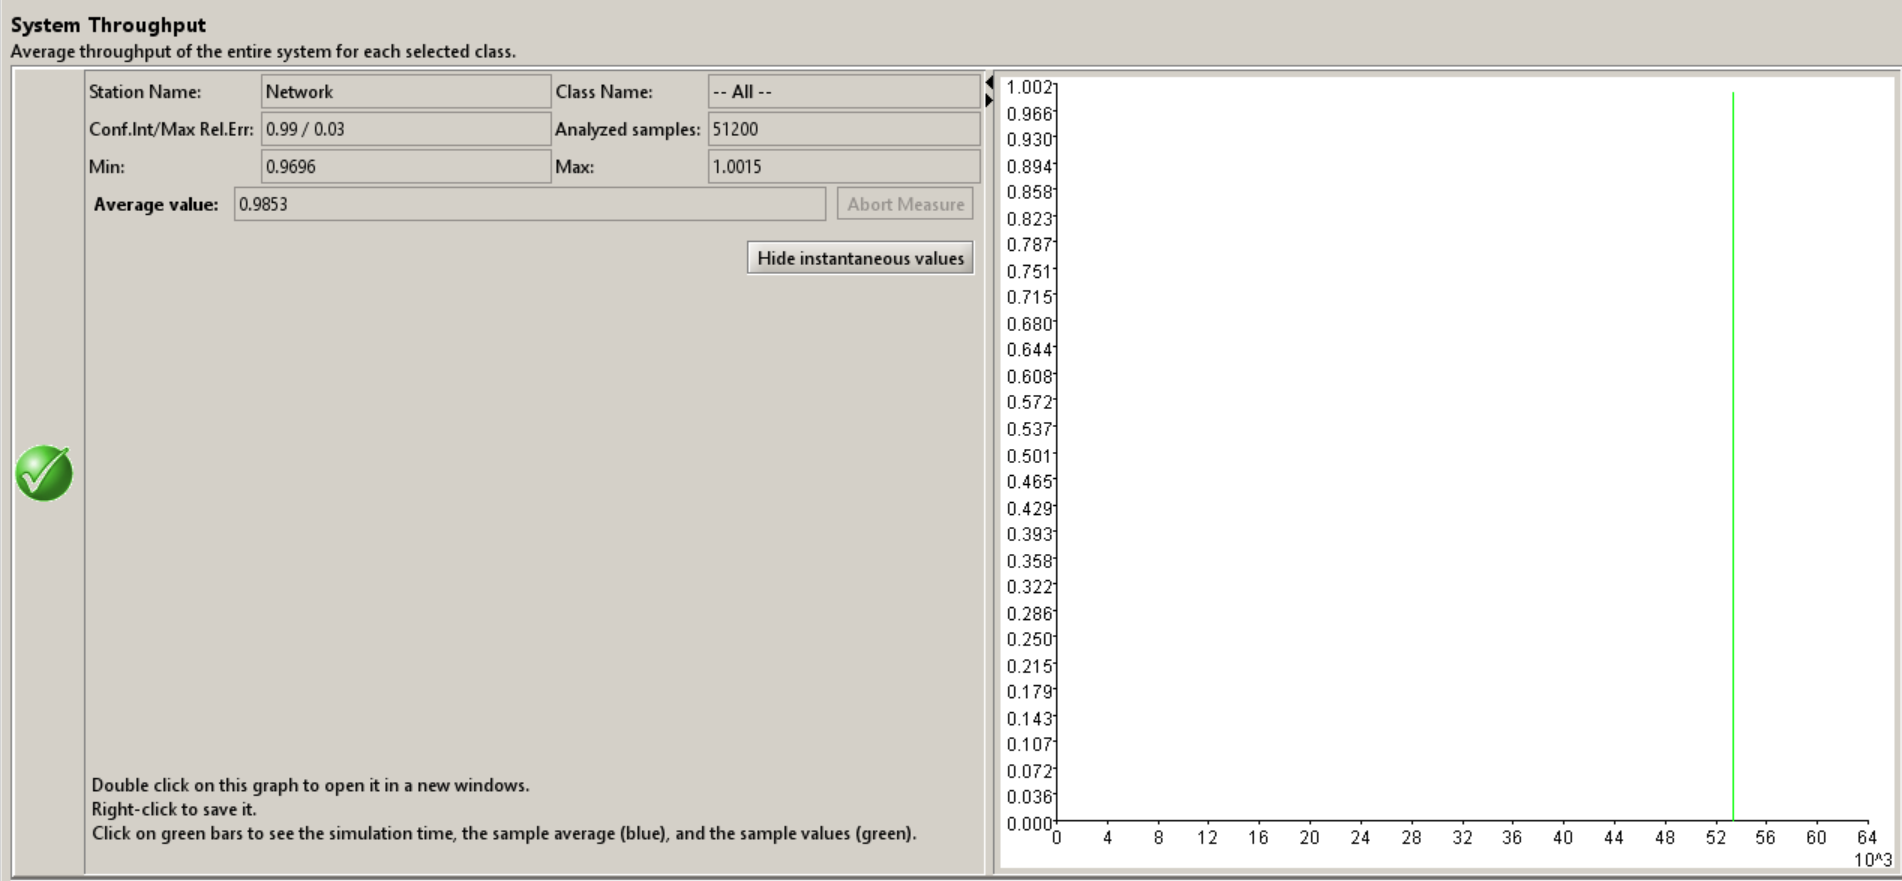 System Throughput
Average throughput of the entire system for each selected class.
Station Name: Network Class Name: -- All --
Conf.Int/Max Rel.Err: 0.99 / 0.03 Analyzed samples: 51200
Min: 0.9696 Max: 1.0015
Average value: 0.9853 Abort Measure
Hide instantaneous values
Double click on this graph to open it in a new windows.
Right-click to save it.
Click on green bars to see the simulation time, the sample average (blue), and the sample values (green).
1.002
0.966
0.930
0.894
0.858
0.823
0.787
0.751
0.715
0.680
0.644
0.608
0.572
0.537
0.501
0.465
0.429
0.393
0.358
0.322
0.286
0.250
0.215
0.179
0.143
0.107
0.072
0.036
0.000
0 4 8 12 16 20 24 28 32 36 40 44 48 52 56 60 64
10^3